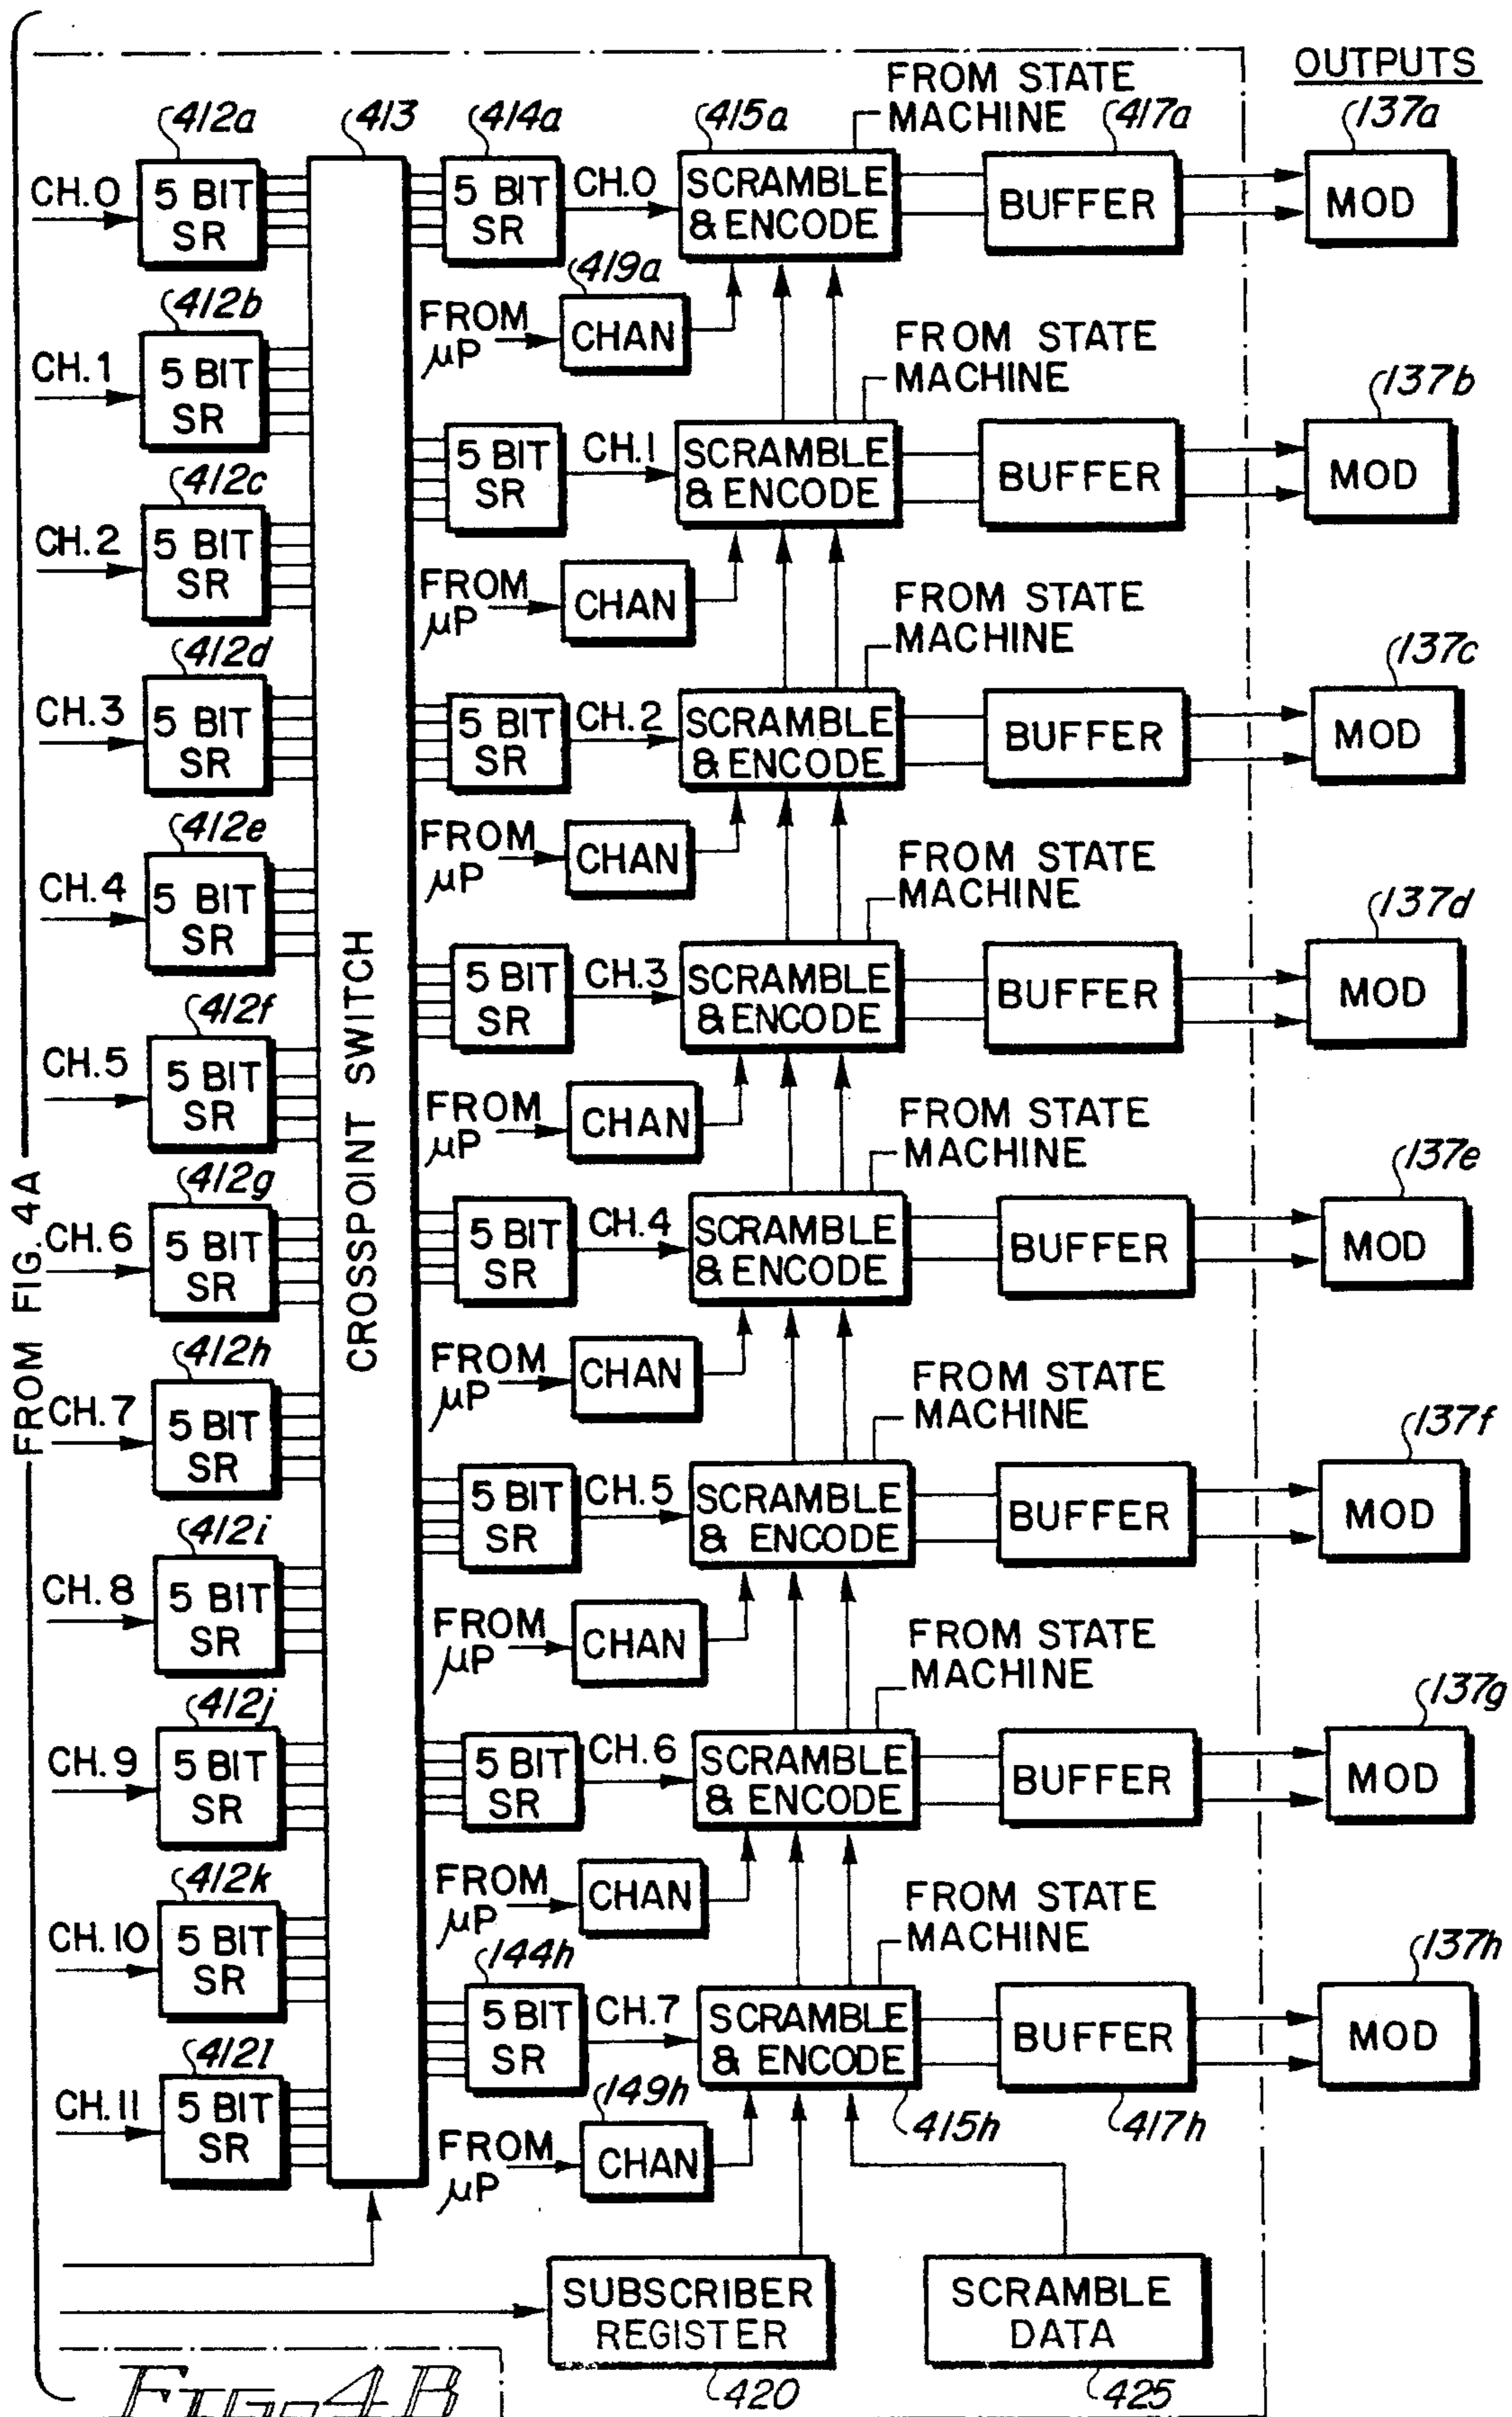 OUTPUTS
FROM STATE
MACHINE
412a
413
414a
415a
417a
137a
CH.0
5 BIT
SR
5 BIT
SR
CH.0
SCRAMBLE
& ENCODE
BUFFER
MOD
419a
FROM
μP
CHAN
412b
CH.1
5 BIT
SR
FROM STATE
MACHINE
137b
5 BIT
SR
CH.1
SCRAMBLE
& ENCODE
BUFFER
MOD
412c
CH.2
5 BIT
SR
FROM
μP
CHAN
FROM STATE
MACHINE
412d
137c
CH.3
5 BIT
SR
5 BIT
SR
CH.2
SCRAMBLE
& ENCODE
BUFFER
MOD
412e
FROM
μP
CHAN
CH.4
5 BIT
SR
FROM STATE
MACHINE
137d
CROSSPOINT SWITCH
5 BIT
SR
CH.3
SCRAMBLE
& ENCODE
BUFFER
MOD
412f
CH.5
5 BIT
SR
FROM
μP
CHAN
FROM STATE
MACHINE
137e
FROM FIG. 4A
412g
CH.6
5 BIT
SR
5 BIT
SR
CH.4
SCRAMBLE
& ENCODE
BUFFER
MOD
412h
CH.7
5 BIT
SR
FROM
μP
CHAN
FROM STATE
MACHINE
137f
5 BIT
SR
CH.5
SCRAMBLE
& ENCODE
BUFFER
MOD
412i
CH.8
5 BIT
SR
FROM
μP
CHAN
FROM STATE
MACHINE
137g
412j
CH.9
5 BIT
SR
5 BIT
SR
CH.6
SCRAMBLE
& ENCODE
BUFFER
MOD
412k
CH.10
5 BIT
SR
FROM
μP
CHAN
FROM STATE
MACHINE
144h
137h
5 BIT
SR
CH.7
SCRAMBLE
& ENCODE
BUFFER
MOD
412l
CH.11
5 BIT
SR
149h
FROM
μP
CHAN
415h
417h
SUBSCRIBER
REGISTER
SCRAMBLE
DATA
420
425
FIG. 4B